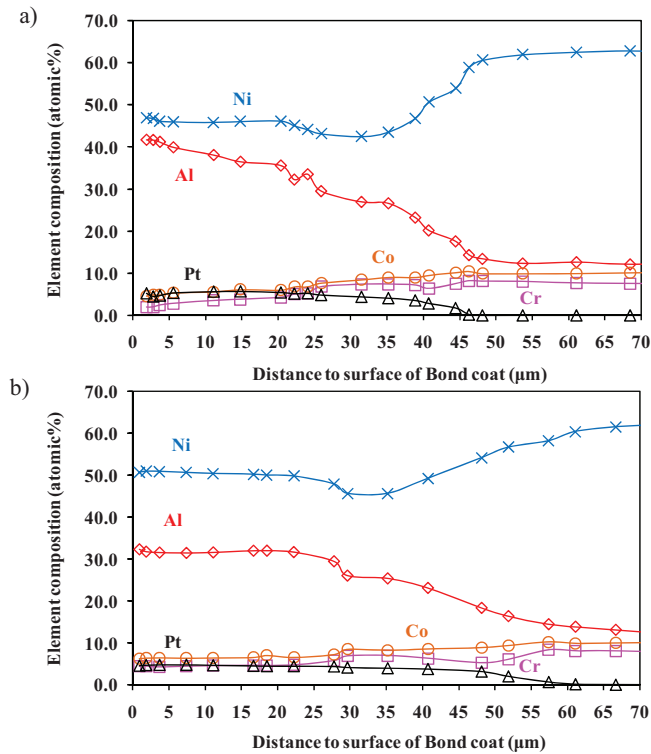 a)
70.0
60.0
50.0
40.0
30.0
20.0
10.0
0.0
Element composition (atomic%)
Ni
Al
Pt
Co
Cr
0 5 10 15 20 25 30 35 40 45 50 55 60 65 70
Distance to surface of Bond coat (μm)
b)
70.0
60.0
50.0
40.0
30.0
20.0
10.0
0.0
Element composition (atomic%)
Ni
Al
Pt
Co
Cr
0 5 10 15 20 25 30 35 40 45 50 55 60 65 70
Distance to surface of Bond coat (μm)